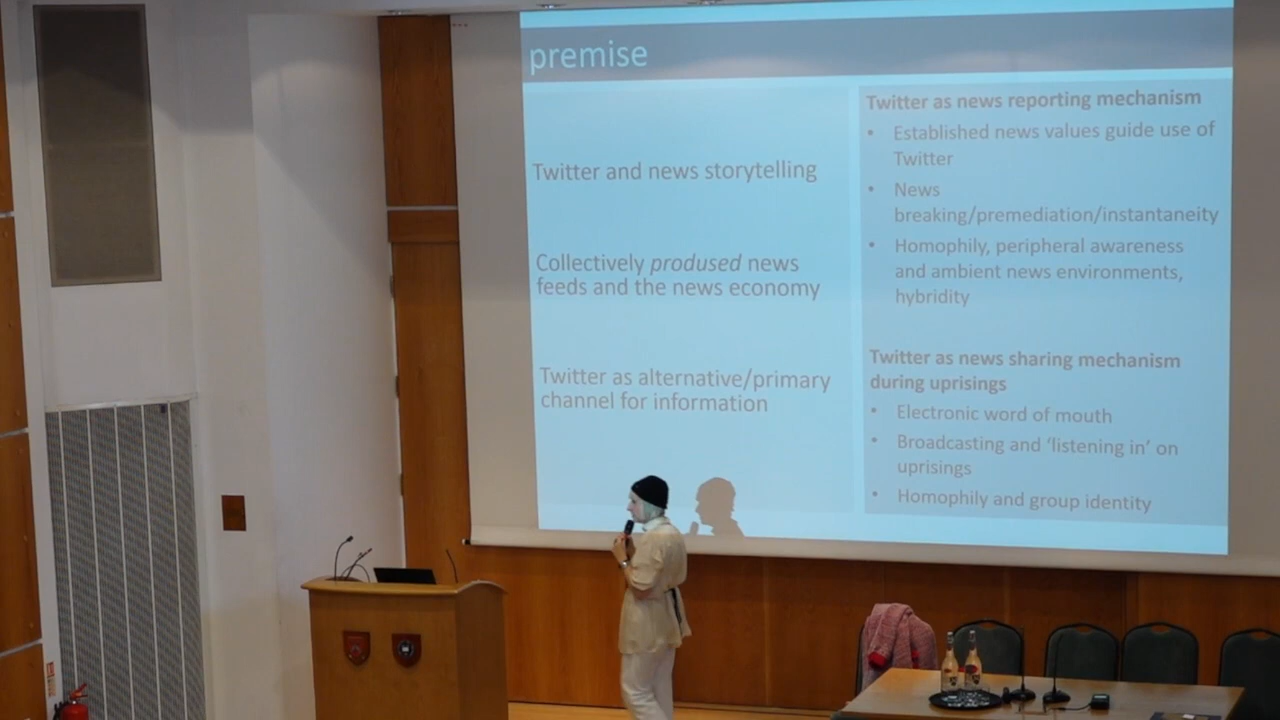 premise
Twitter and news storytelling
Collectively prodused news
feeds and the news economy
Twitter as alternative/primary
channel for information
Twitter as news reporting mechanism
• Established news values guide use of
Twitter
• News
breaking/premediation/instantaneity
• Homophily, peripheral awareness
and ambient news environments,
hybridity
Twitter as news sharing mechanism
during uprisings
• Electronic word of mouth
• Broadcasting and ‘listening in’ on
uprisings
• Homophily and group identity